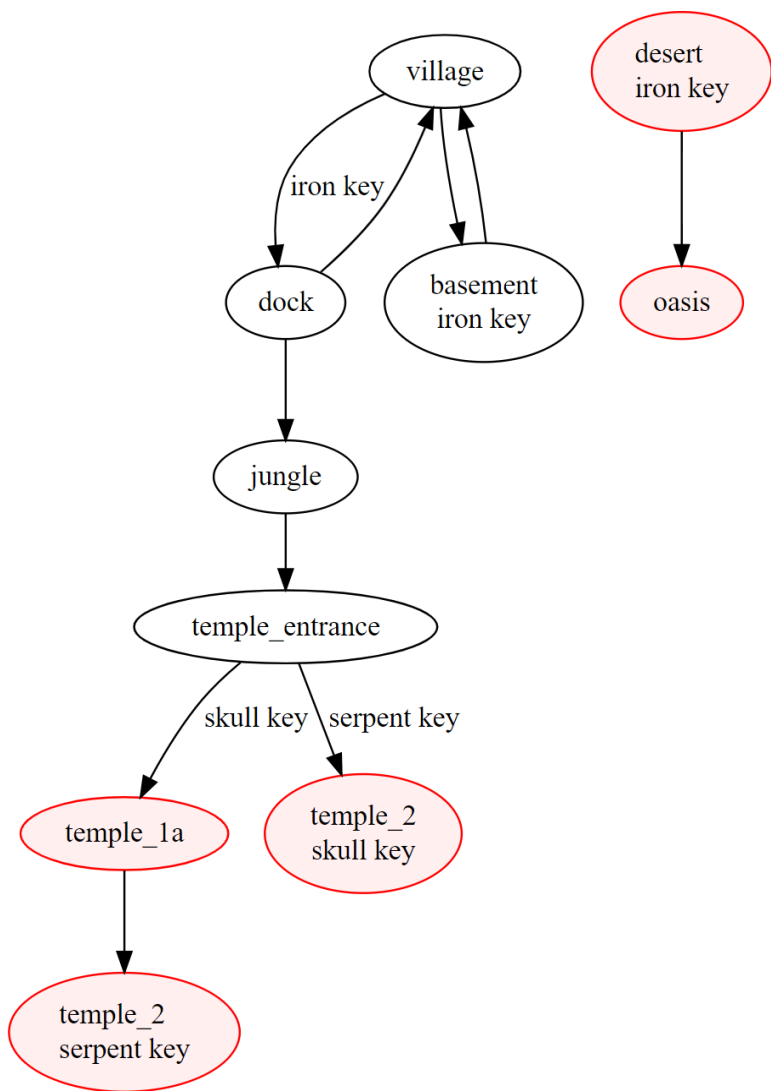 village
desert
iron key
iron key
dock
basement
iron key
oasis
jungle
temple_entrance
skull key
serpent key
temple_1a
temple_2
skull key
temple_2
serpent key